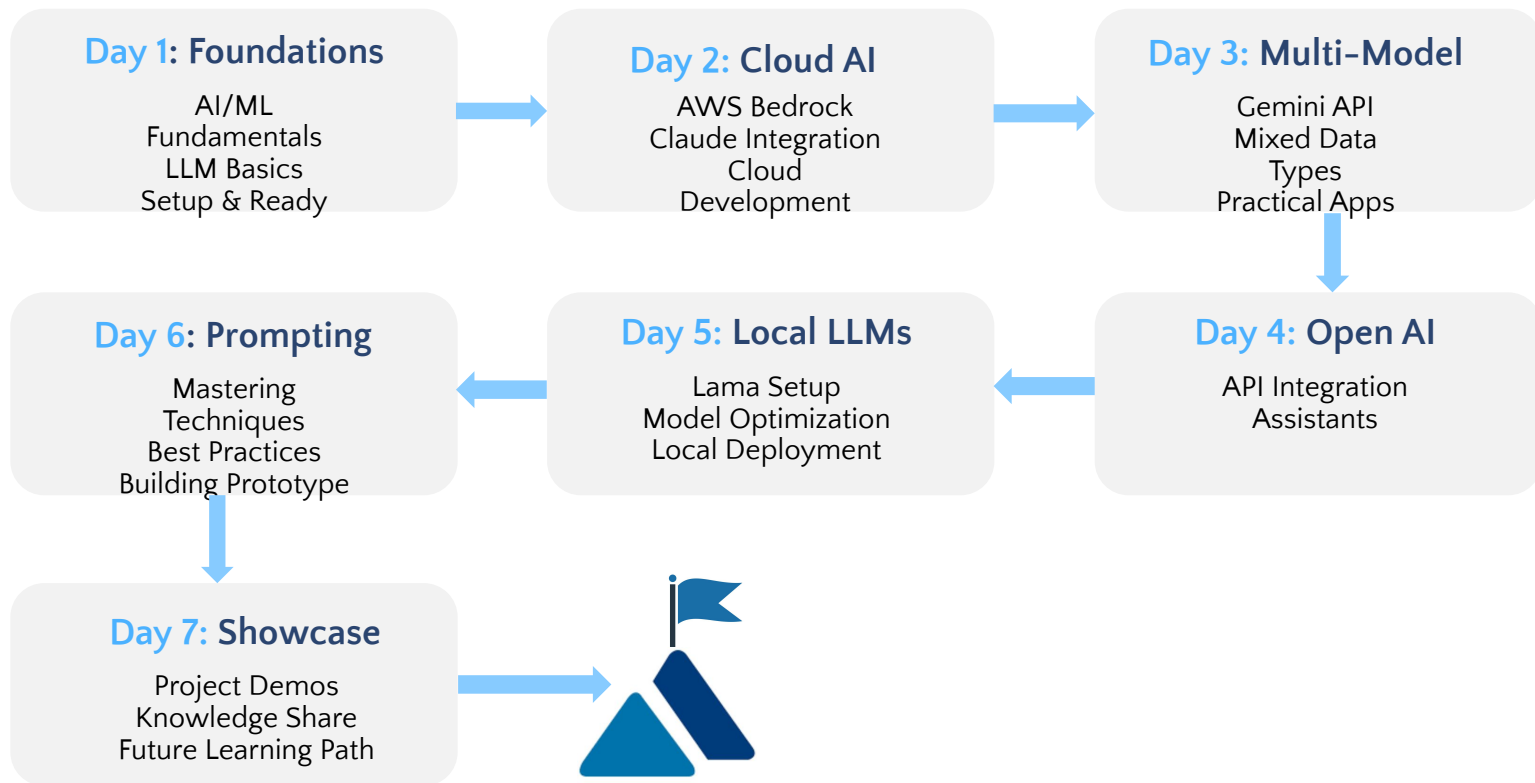 Day 1: Foundations
AI/ML
Fundamentals
LLM Basics
Setup & Ready
Day 2: Cloud AI
AWS Bedrock
Claude Integration
Cloud
Development
Day 3: Multi-Model
Gemini API
Mixed Data
Types
Practical Apps
Day 4: Open AI
API Integration
Assistants
Day 5: Local LLMs
Lama Setup
Model Optimization
Local Deployment
Day 6: Prompting
Mastering
Techniques
Best Practices
Building Prototype
Day 7: Showcase
Project Demos
Knowledge Share
Future Learning Path